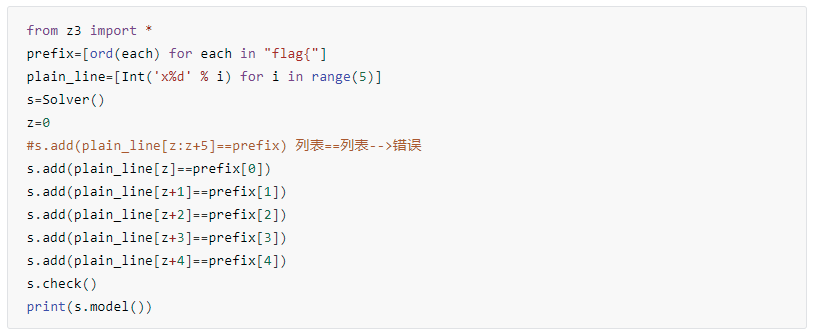 from z3 import *
prefix=[ord(each) for each in "flag{"]
plain_line=[Int('x%d' % i) for i in range(5)]
s=Solver()
z=0
#s.add(plain_line[z:z+5]==prefix) 列表==列表-->错误
s.add(plain_line[z]==prefix[0])
s.add(plain_line[z+1]==prefix[1])
s.add(plain_line[z+2]==prefix[2])
s.add(plain_line[z+3]==prefix[3])
s.add(plain_line[z+4]==prefix[4])
s.check()
print(s.model())